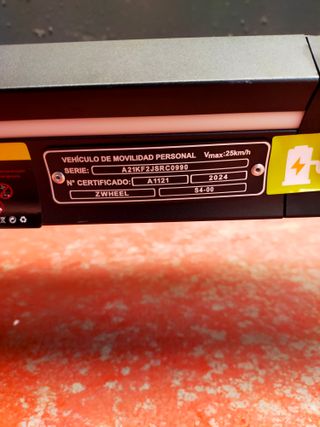 VEHÍCULO DE MOVILIDAD PERSONAL Vmax:25km/h
SERIE: A21KF2JSRC0990
Nº CERTIFICADO: A1121 2024
ZWHEEL S4-00